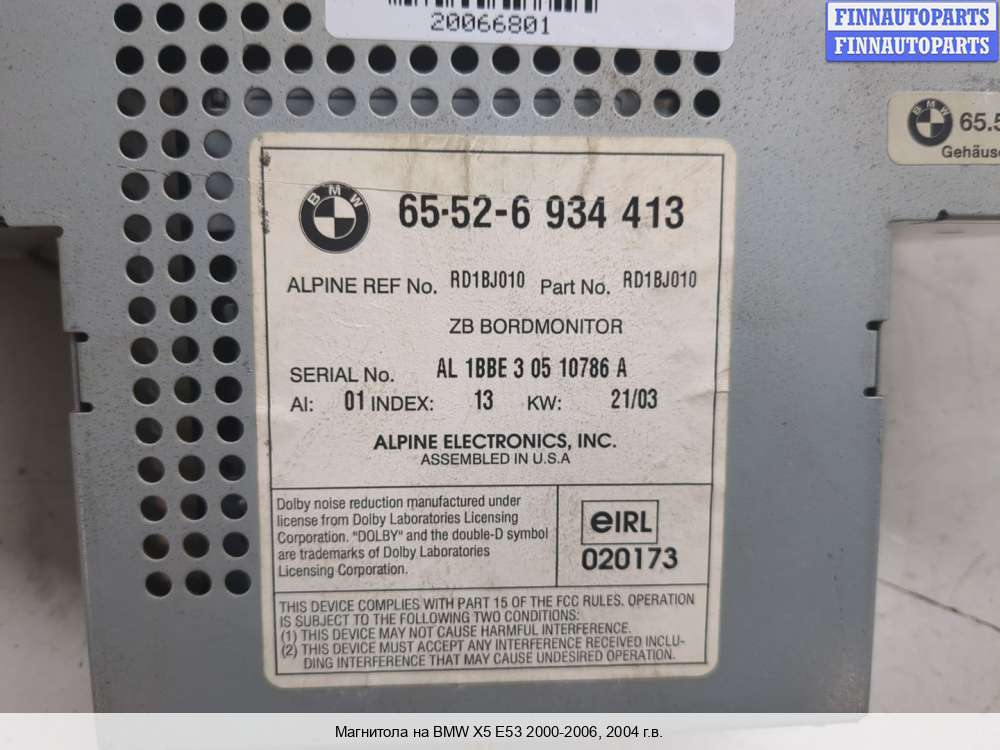 20066801
FINNAUTOPARTS
FINNAUTOPARTS
BMW
65.5
Gehäuse
BMW
65-52-6 934 413
ALPINE REF No. RD1BJ010 Part No. RD1BJ010
ZB BORDMONITOR
SERIAL No. AL 1BBE 3 05 10786 A
AI: 01 INDEX: 13 KW: 21/03
ALPINE ELECTRONICS, INC.
ASSEMBLED IN U.S.A
Dolby noise reduction manufactured under
license from Dolby Laboratories Licensing
Corporation. "DOLBY" and the double-D symbol
are trademarks of Dolby Laboratories
Licensing Corporation.
eIRL
020173
THIS DEVICE COMPLIES WITH PART 15 OF THE FCC RULES. OPERATION
IS SUBJECT TO THE FOLLOWING TWO CONDITIONS:
(1) THIS DEVICE MAY NOT CAUSE HARMFUL INTERFERENCE.
(2) THIS DEVICE MUST ACCEPT ANY INTERFERENCE RECEIVED INCLU-
DING INTERFERENCE THAT MAY CAUSE UNDESIRED OPERATION.
Магнитола на BMW X5 E53 2000-2006, 2004 г.в.